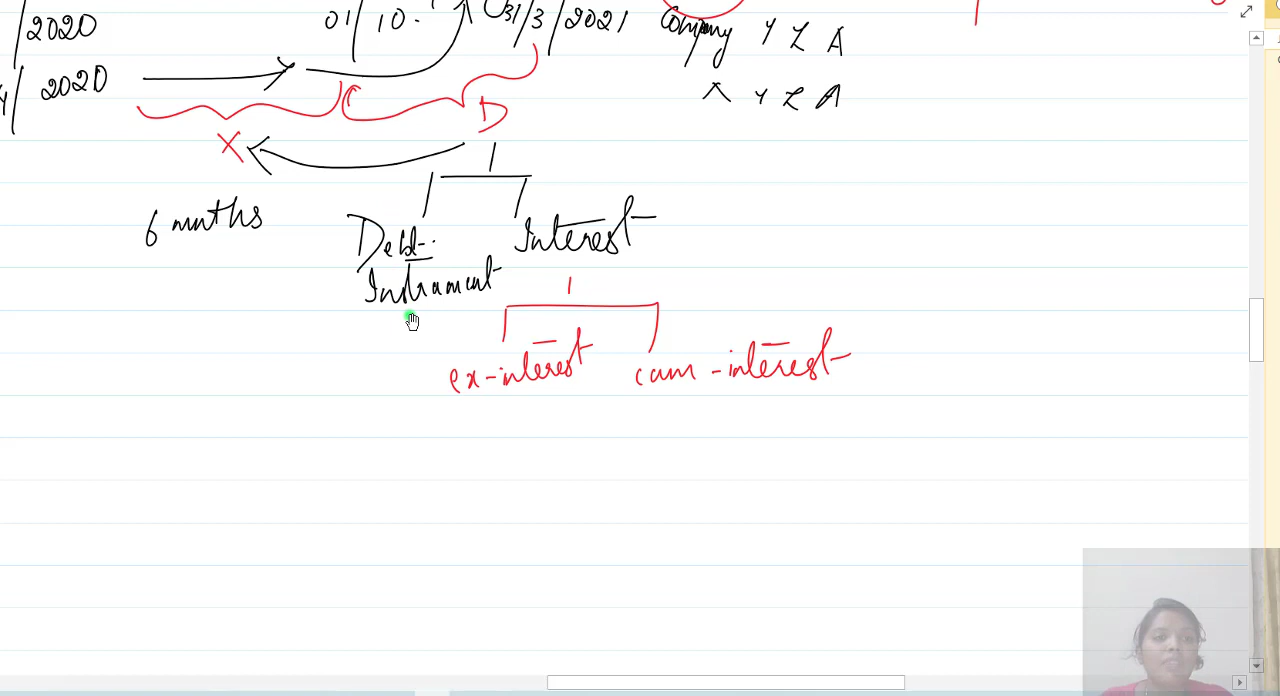 /2020 01/10. 31/3/2021 Company Y Z A
/ 2020 X Y Z A
D
X
6 months Debt Interest
Instrument
ex-interest cum-interest